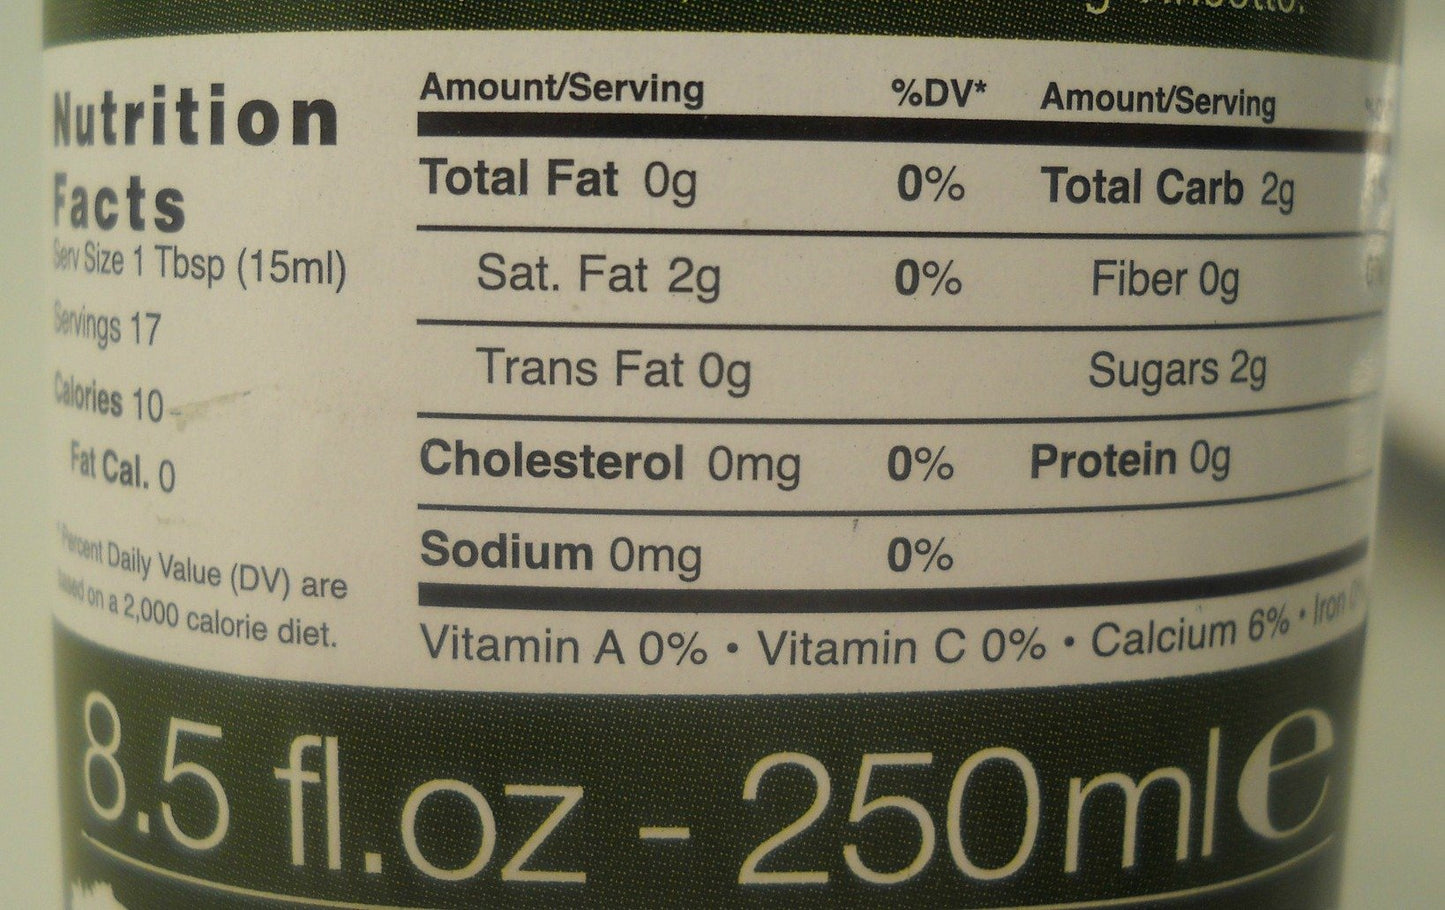 Nutrition
Facts
Serv Size 1 Tbsp (15ml)
Servings 17
Calories 10
Fat Cal. 0
*Percent Daily Value (DV) are
based on a 2,000 calorie diet.
Amount/Serving %DV* Amount/Serving
Total Fat 0g 0% Total Carb 2g
Sat. Fat 2g 0% Fiber 0g
Trans Fat 0g Sugars 2g
Cholesterol 0mg 0% Protein 0g
Sodium 0mg 0%
Vitamin A 0% • Vitamin C 0% • Calcium 6% • Iron
8.5 fl.oz - 250ml e